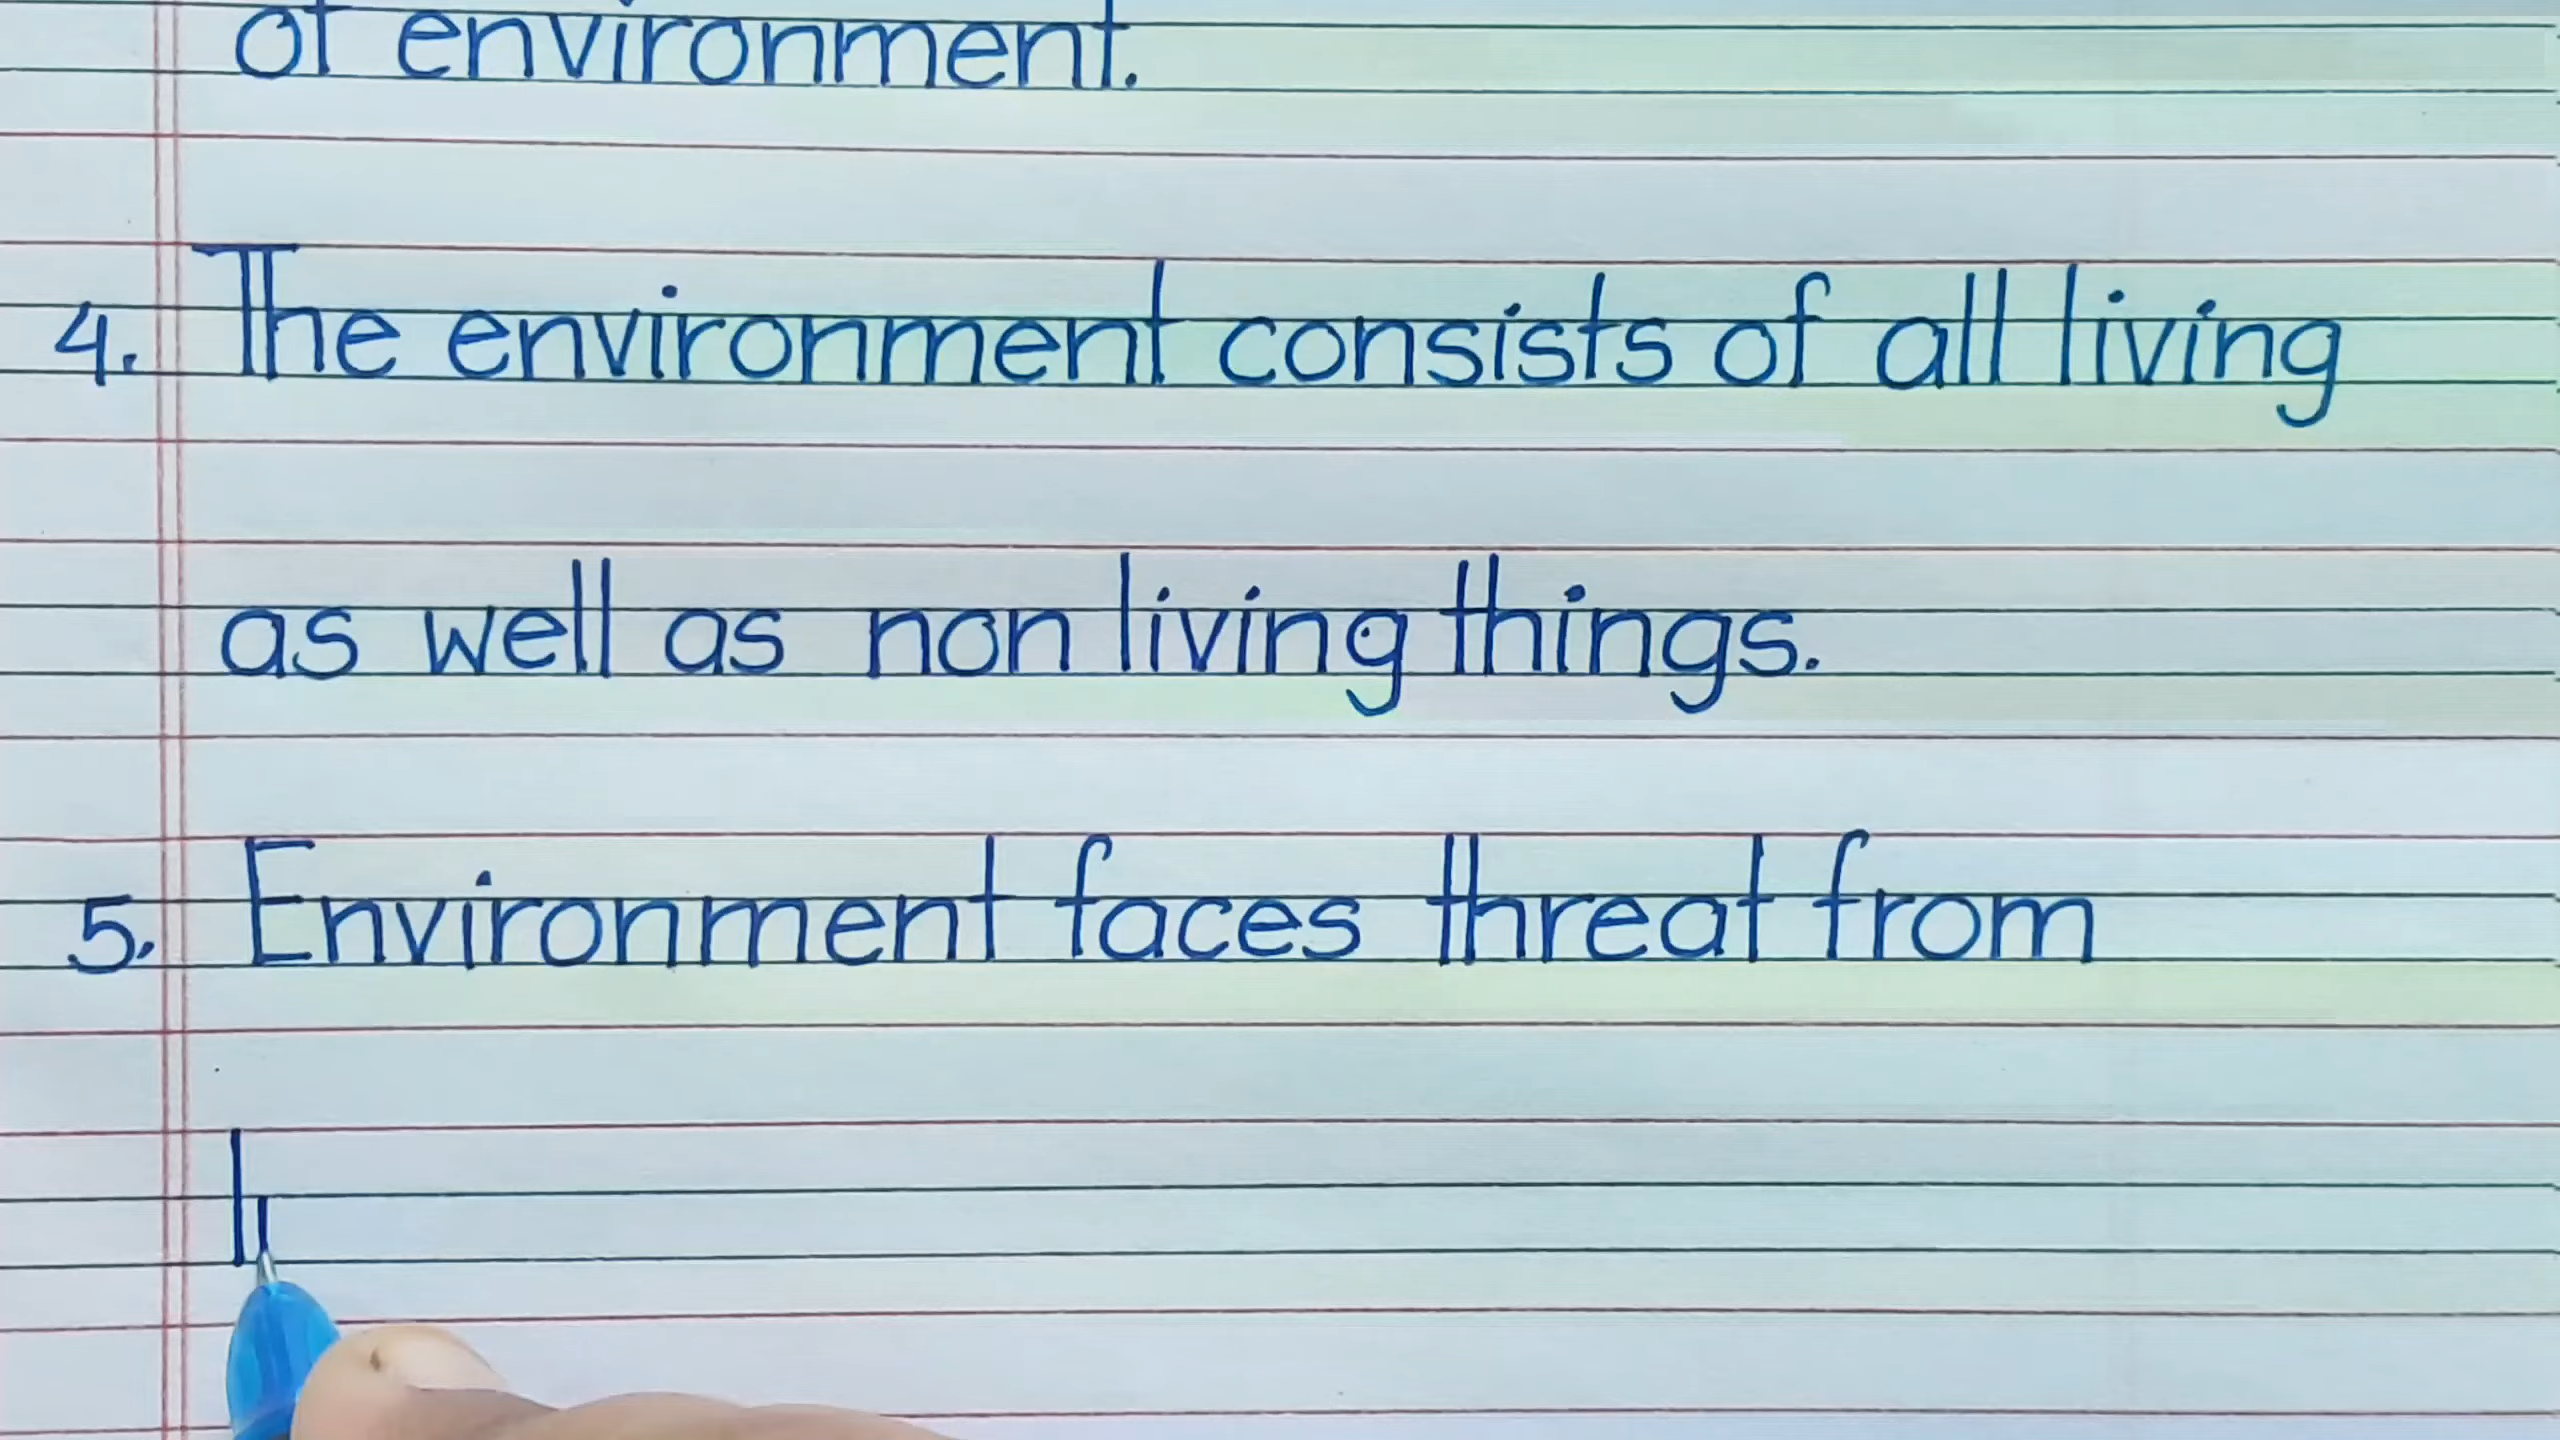 of environment.
4. The environment consists of all living
as well as non living things.
5. Environment faces threat from